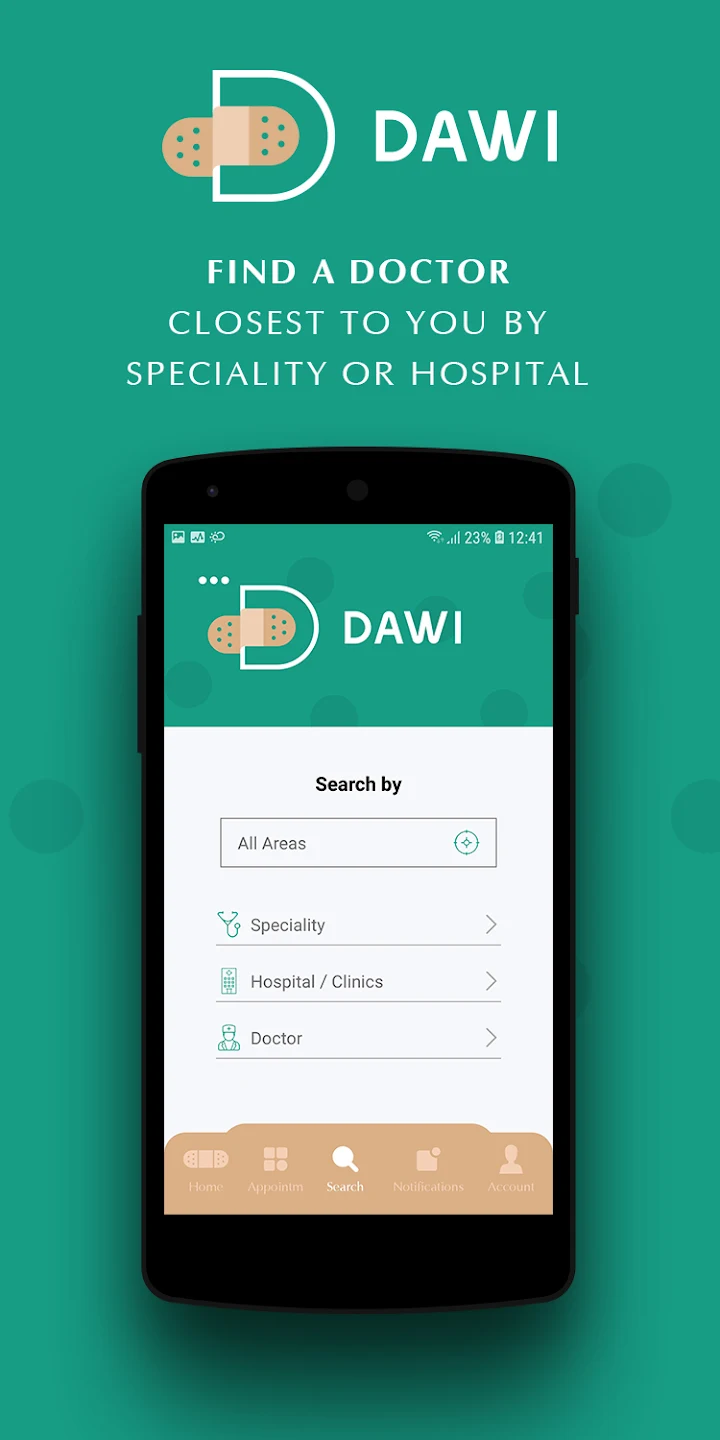 DAWI
FIND A DOCTOR
CLOSEST TO YOU BY
SPECIALITY OR HOSPITAL
23% 12:41
DAWI
Search by
All Areas
Speciality
Hospital / Clinics
Doctor
Home Appointm Search Notifications Account